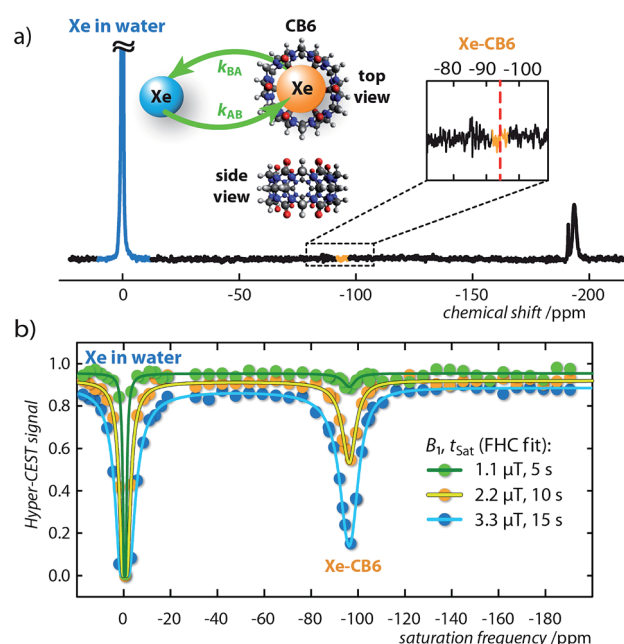 a)
Xe in water
CB6
Xe-CB6
k_BA
k_AB
Xe
Xe
top
view
side
view
-80 -90 -100
0 -50 -100 -150 -200
chemical shift /ppm
b)
Xe in water
Hyper-CEST signal
1.0
0.8
0.6
0.4
0.2
0.0
B₁, t_Sat (FHC fit):
1.1 µT, 5 s
2.2 µT, 10 s
3.3 µT, 15 s
Xe-CB6
0 -20 -40 -60 -80 -100 -120 -140 -160 -180
saturation frequency /ppm